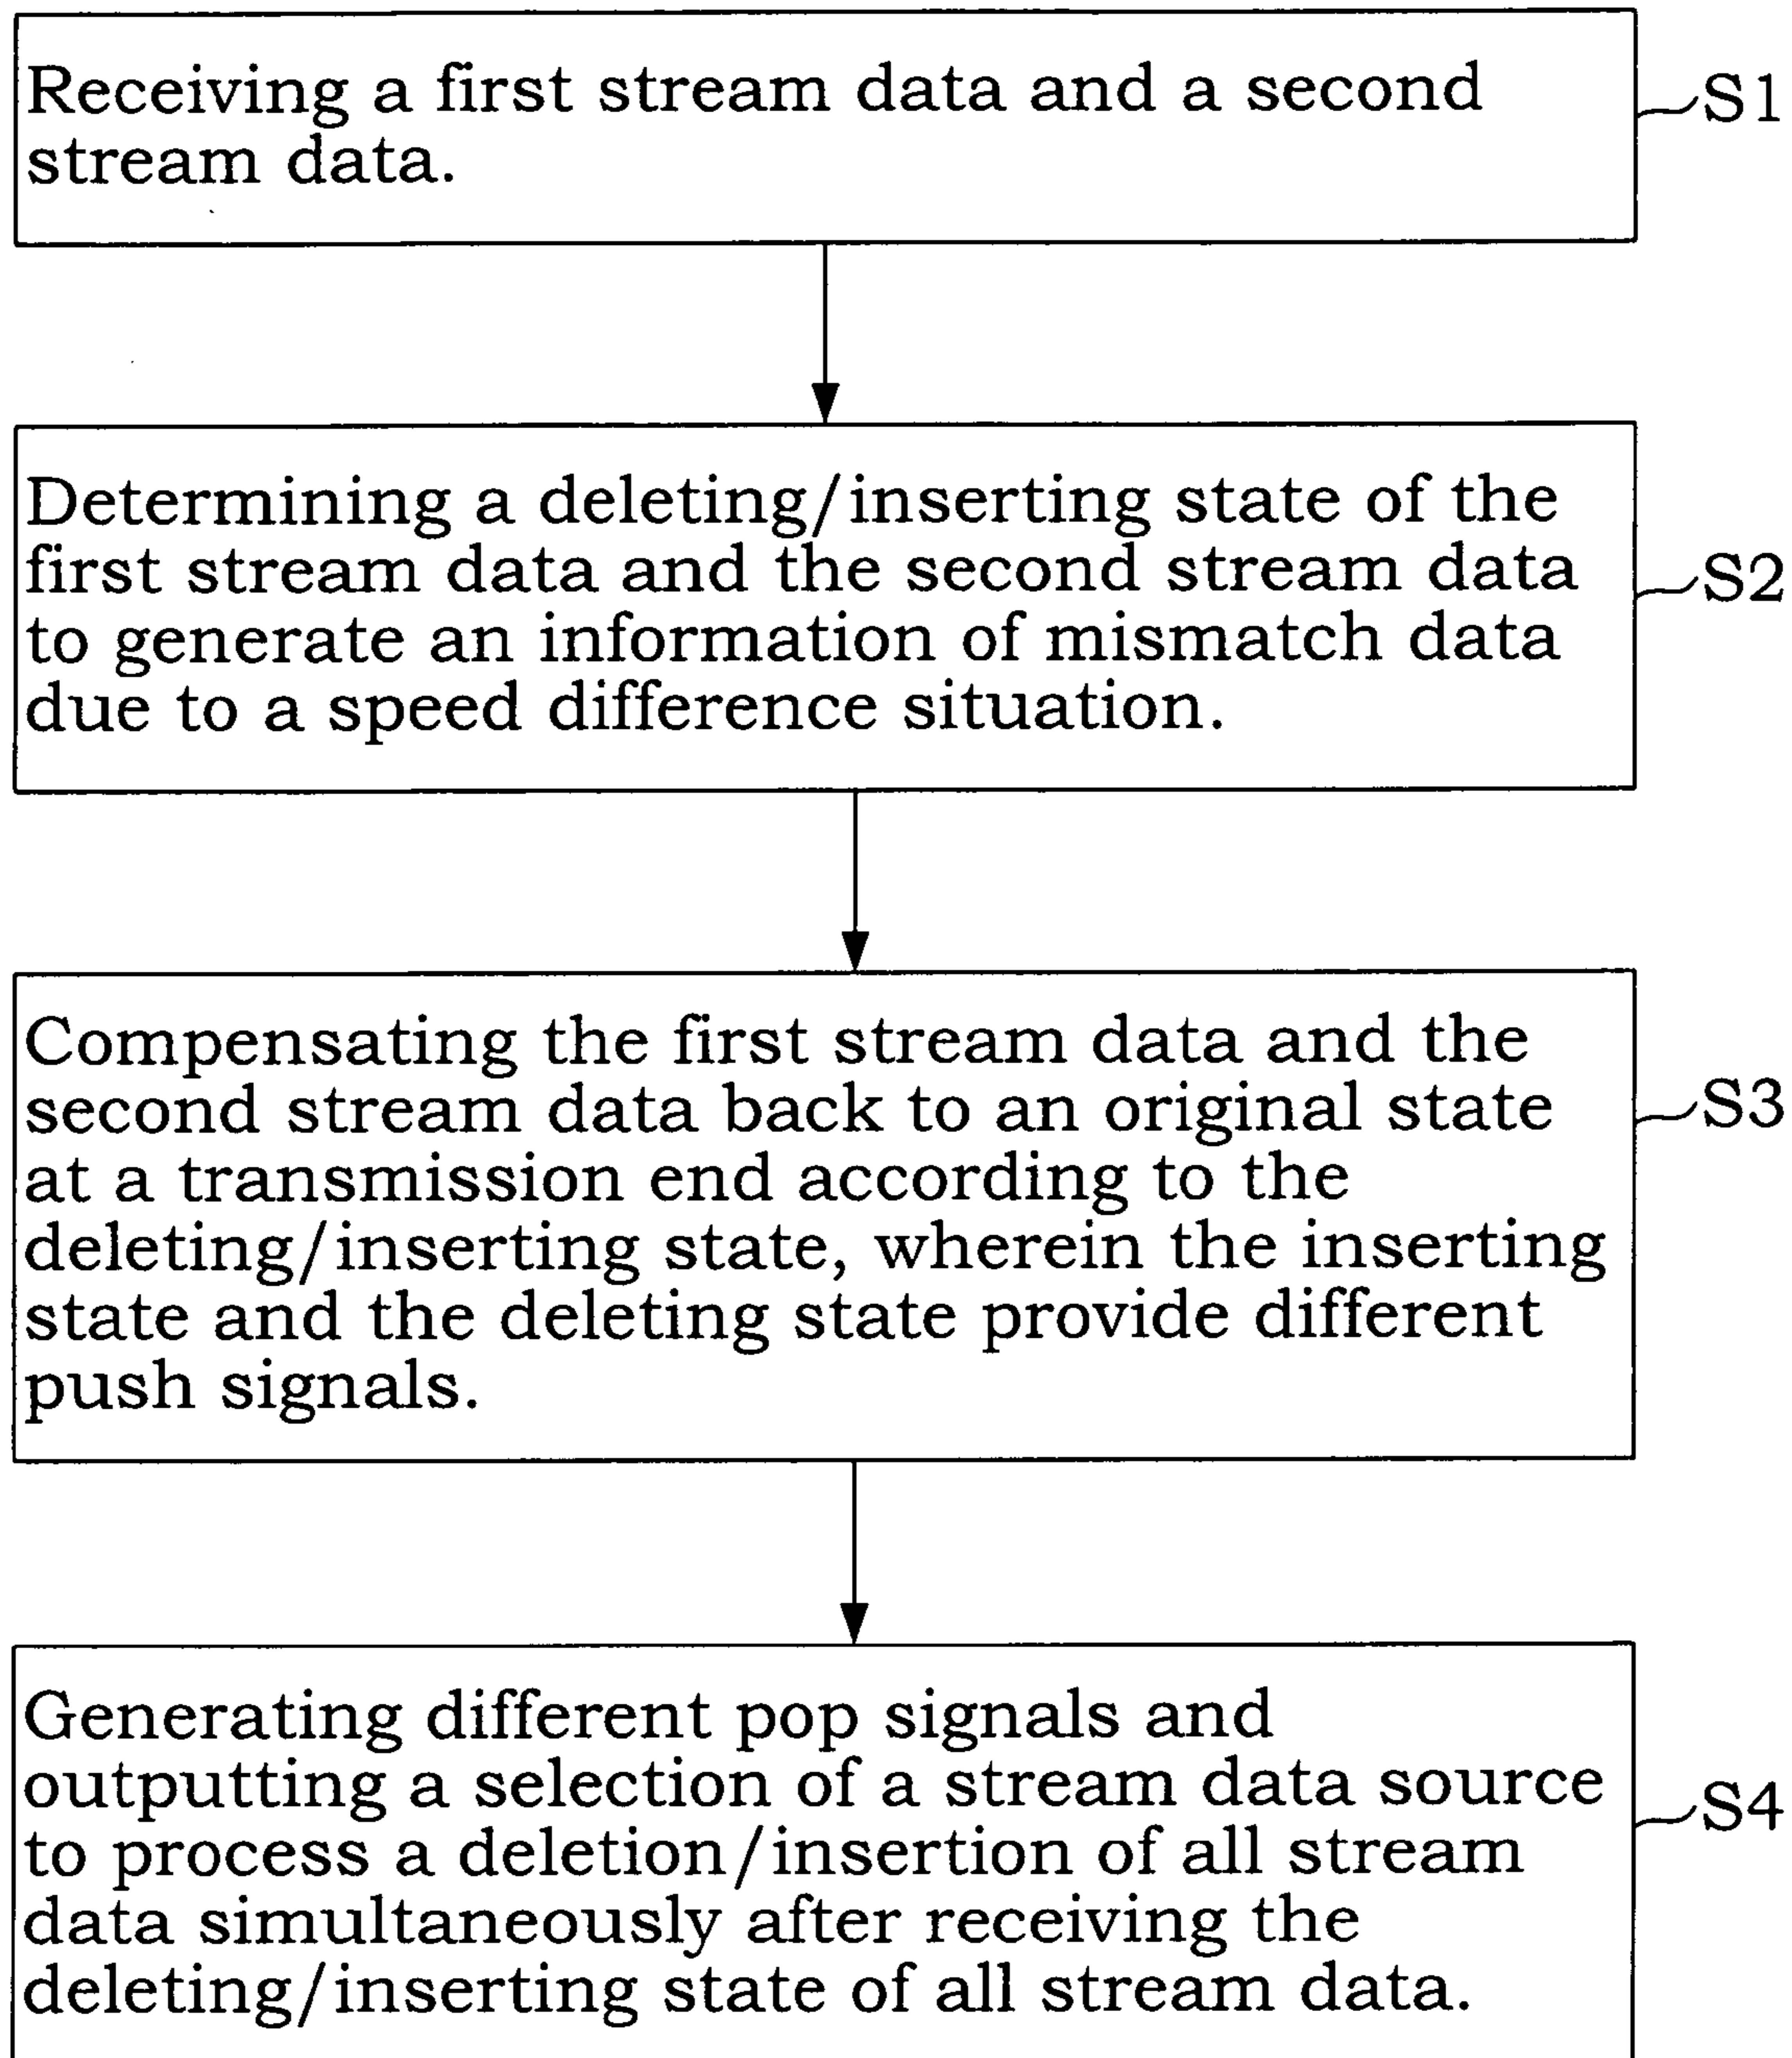 Receiving a first stream data and a second
stream data.
S1
Determining a deleting/inserting state of the
first stream data and the second stream data
to generate an information of mismatch data
due to a speed difference situation.
S2
Compensating the first stream data and the
second stream data back to an original state
at a transmission end according to the
deleting/inserting state, wherein the inserting
state and the deleting state provide different
push signals.
S3
Generating different pop signals and
outputting a selection of a stream data source
to process a deletion/insertion of all stream
data simultaneously after receiving the
deleting/inserting state of all stream data.
S4